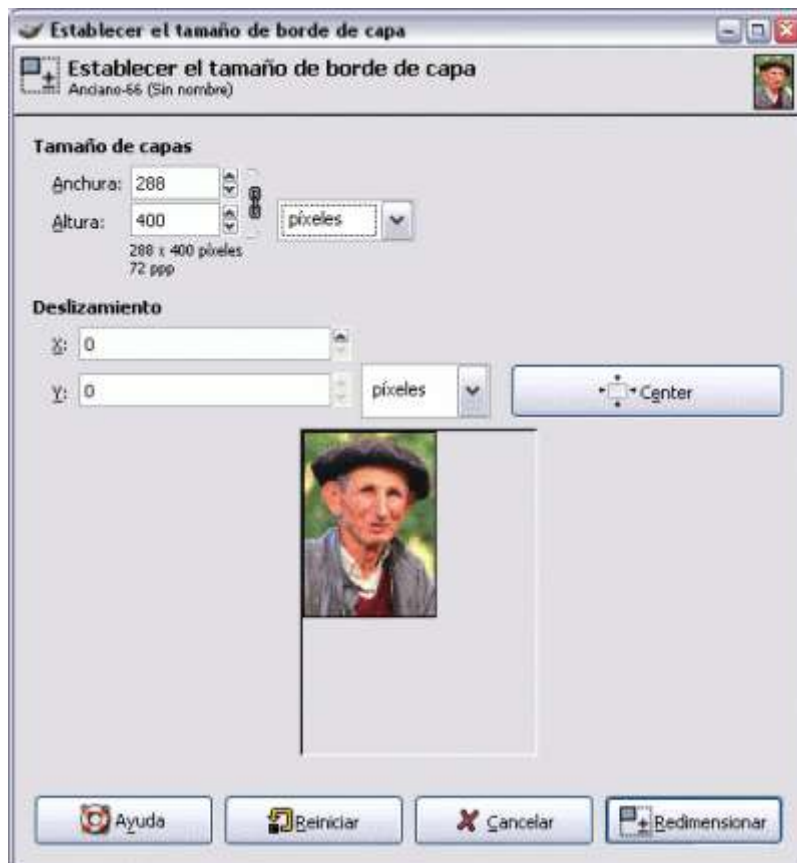 Establecer el tamaño de borde de capa
Establecer el tamaño de borde de capa
Anciano-66 (Sin nombre)
Tamaño de capas
Anchura: 288
Altura: 400 píxeles
288 x 400 píxeles
72 ppp
Deslizamiento
X: 0
Y: 0 píxeles Center
Ayuda Reiniciar Cancelar Redimensionar